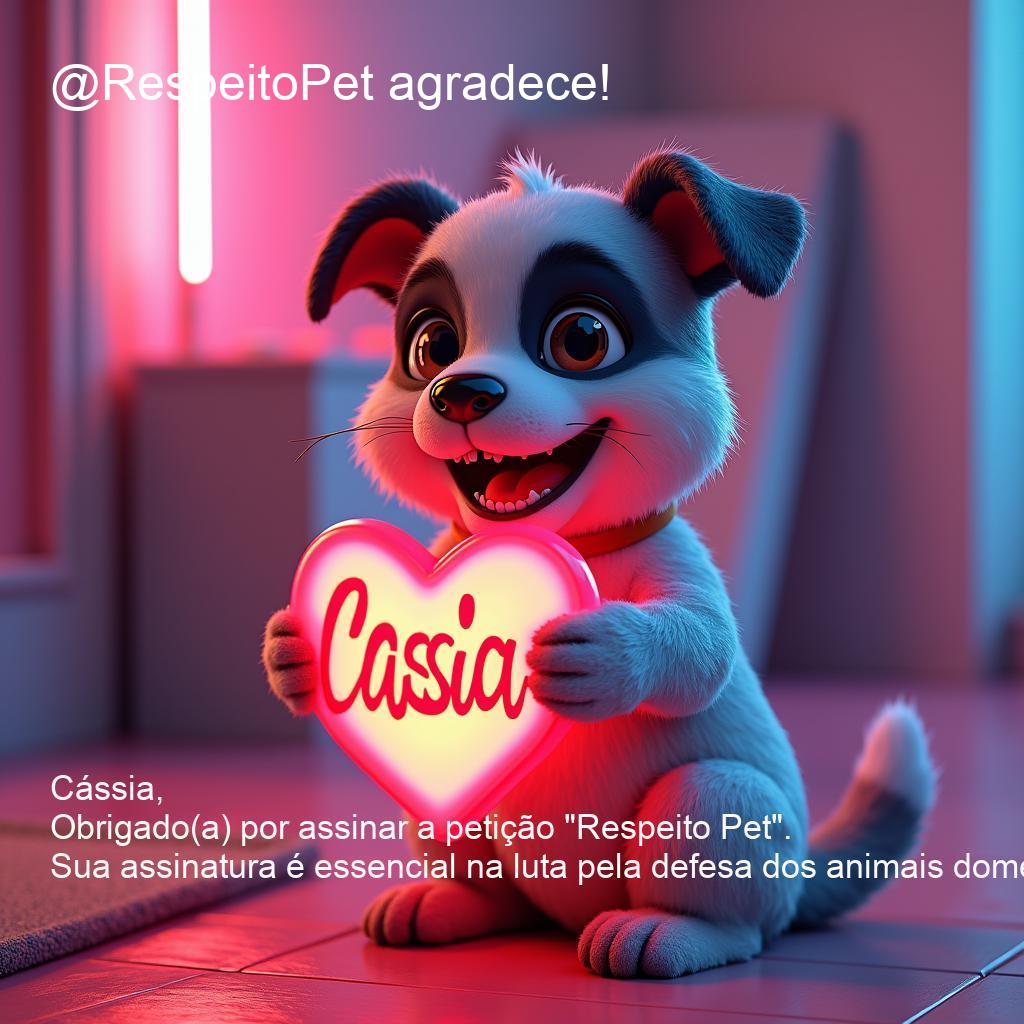 @RespeitoPet agradece!
Cassia
Cássia,
Obrigado(a) por assinar a petição "Respeito Pet".
Sua assinatura é essencial na luta pela defesa dos animais dome